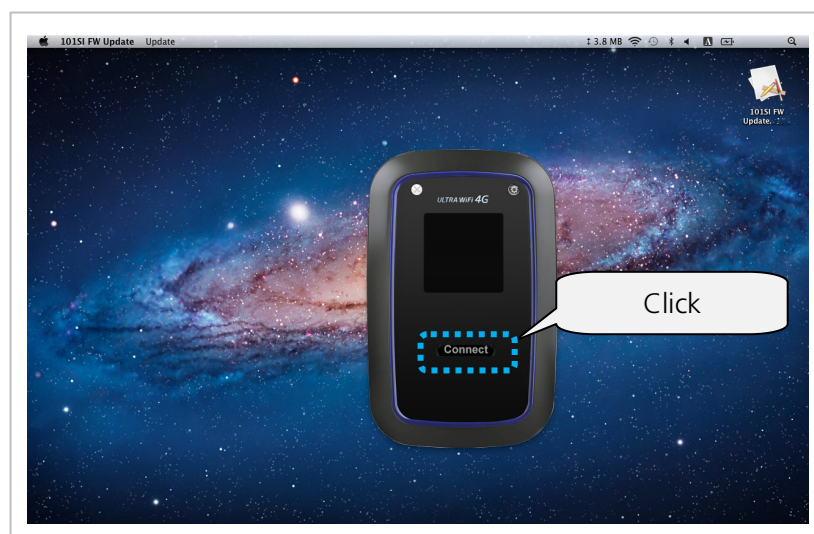 101SI FW Update Update
3.8 MB
A
101SI FW
Update. :
ULTRA WiFi 4G
Click
Connect